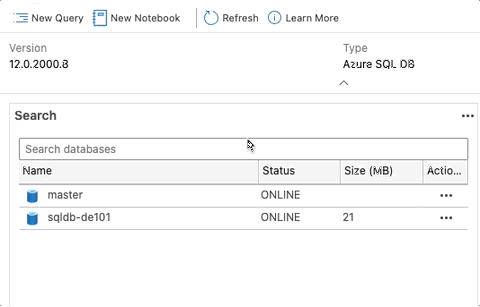 New Query New Notebook Refresh Learn More
Version Type
12.0.2000.8 Azure SQL DB
Search
Search databases
Name Status Size (MB) Actio...
master ONLINE
sqldb-de101 ONLINE 21